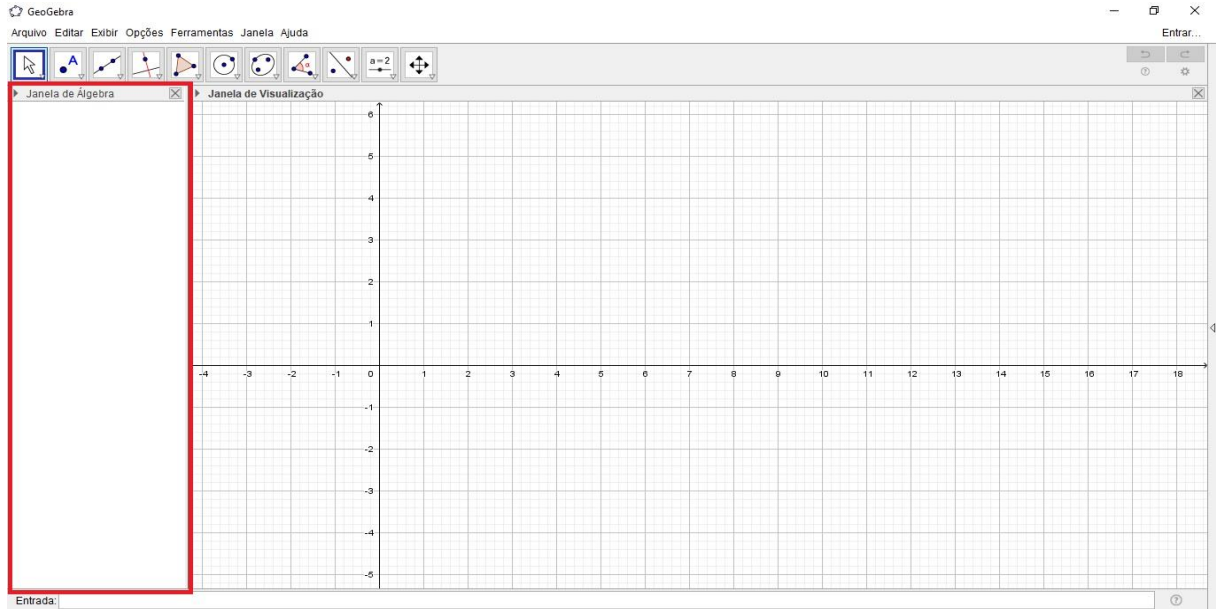 GeoGebra
Arquivo Editar Exibir Opções Ferramentas Janela Ajuda Entrar...
A α a = 2
Janela de Álgebra Janela de Visualização
6
5
4
3
2
1
-4 -3 -2 -1 0 1 2 3 4 5 6 7 8 9 10 11 12 13 14 15 16 17 18
-1
-2
-3
-4
-5
Entrada: